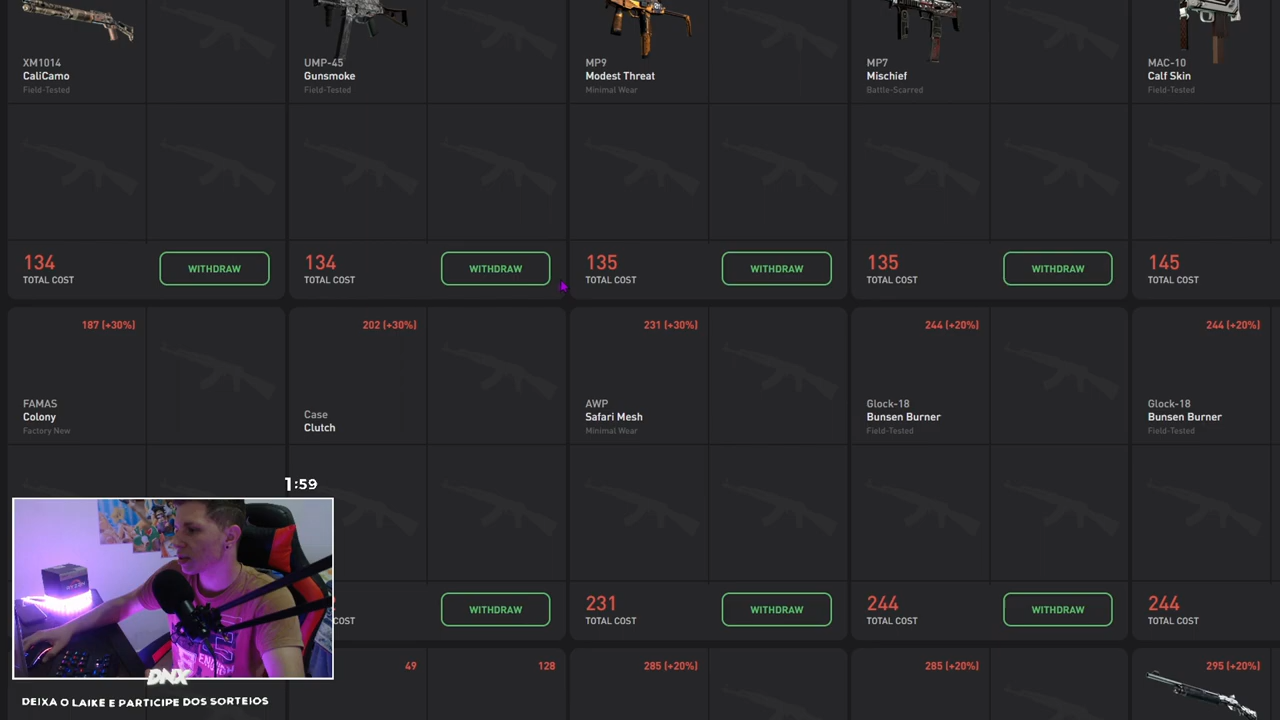 XM1014
CaliCamo
Field-Tested
UMP-45
Gunsmoke
Field-Tested
MP9
Modest Threat
Minimal Wear
MP7
Mischief
Battle-Scarred
MAC-10
Calf Skin
Field-Tested
134
TOTAL COST
WITHDRAW
134
TOTAL COST
WITHDRAW
135
TOTAL COST
WITHDRAW
135
TOTAL COST
WITHDRAW
145
TOTAL COST
187 (+30%)
FAMAS
Colony
Factory New
202 (+30%)
Case
Clutch
231 (+30%)
AWP
Safari Mesh
Minimal Wear
244 (+20%)
Glock-18
Bunsen Burner
Field-Tested
244 (+20%)
Glock-18
Bunsen Burner
Field-Tested
1:59
COST
WITHDRAW
231
TOTAL COST
WITHDRAW
244
TOTAL COST
WITHDRAW
244
TOTAL COST
49
128
285 (+20%)
285 (+20%)
295 (+20%)
DNX
DEIXA O LAIKE E PARTICIPE DOS SORTEIOS